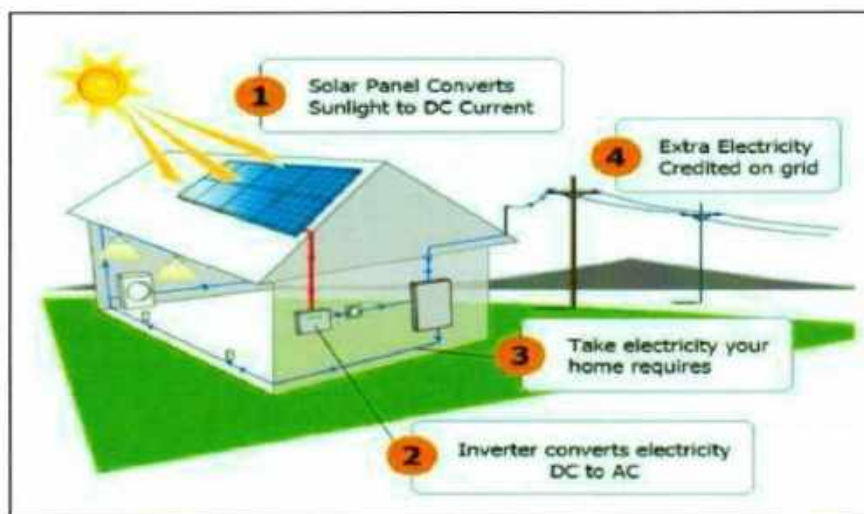 1
Solar Panel Converts
Sunlight to DC Current
4
Extra Electricity
Credited on grid
3
Take electricity your
home requires
2
Inverter converts electricity
DC to AC